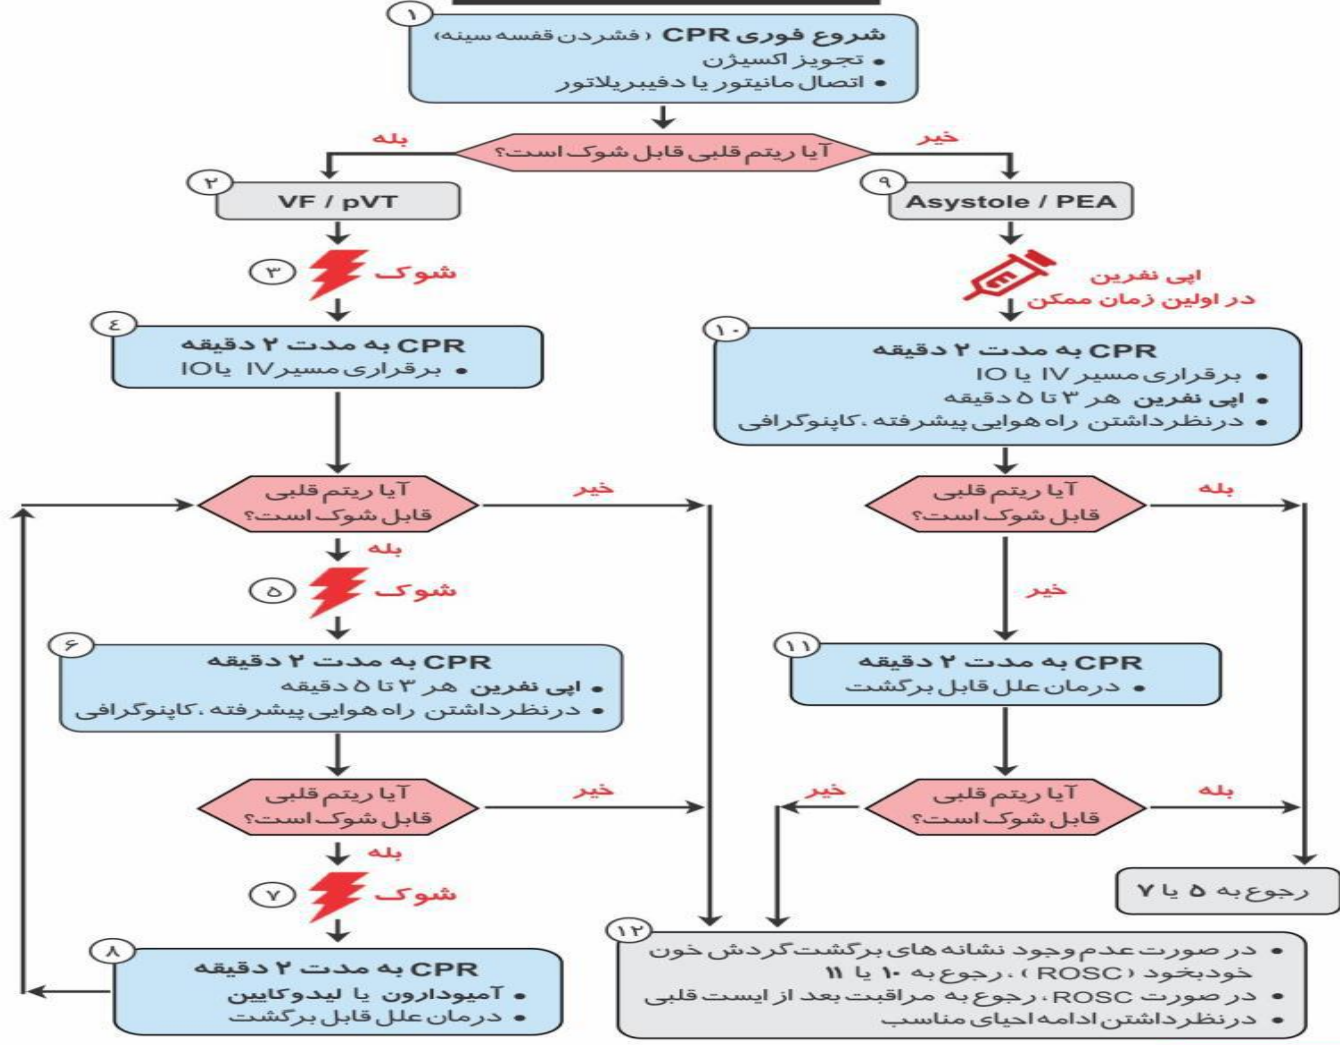 ۱
شروع فوری CPR (فشردن قفسه سینه)
• تجویز اکسیژن
• اتصال مانیتور یا دفیبریلاتور
آیا ریتم قلبی قابل شوک است؟
بله
خیر
۲
VF / pVT
۳
شوک
٤
CPR به مدت ۲ دقیقه
• برقراری مسیر IV یا IO
آیا ریتم قلبی
قابل شوک است؟
خیر
بله
۵
شوک
۶
CPR به مدت ۲ دقیقه
• اپی نفرین هر ۳ تا ۵ دقیقه
• درنظرداشتن راه هوایی پیشرفته، کاپنوگرافی
آیا ریتم قلبی
قابل شوک است؟
خیر
بله
۷
شوک
۸
CPR به مدت ۲ دقیقه
• آمیودارون یا لیدوکایین
• درمان علل قابل برگشت
۹
Asystole / PEA
اپی نفرین
در اولین زمان ممکن
۱۰
CPR به مدت ۲ دقیقه
• برقراری مسیر IV یا IO
• اپی نفرین هر ۳ تا ۵ دقیقه
• درنظرداشتن راه هوایی پیشرفته، کاپنوگرافی
آیا ریتم قلبی
قابل شوک است؟
بله
خیر
۱۱
CPR به مدت ۲ دقیقه
• درمان علل قابل برگشت
آیا ریتم قلبی
قابل شوک است؟
بله
خیر
رجوع به ۵ یا ۷
۱۲
• در صورت عدم وجود نشانه های برگشت گردش خون
خودبخود (ROSC)، رجوع به ۱۰ یا ۱۱
• در صورت ROSC، رجوع به مراقبت بعد از ایست قلبی
• درنظرداشتن ادامه احیای مناسب